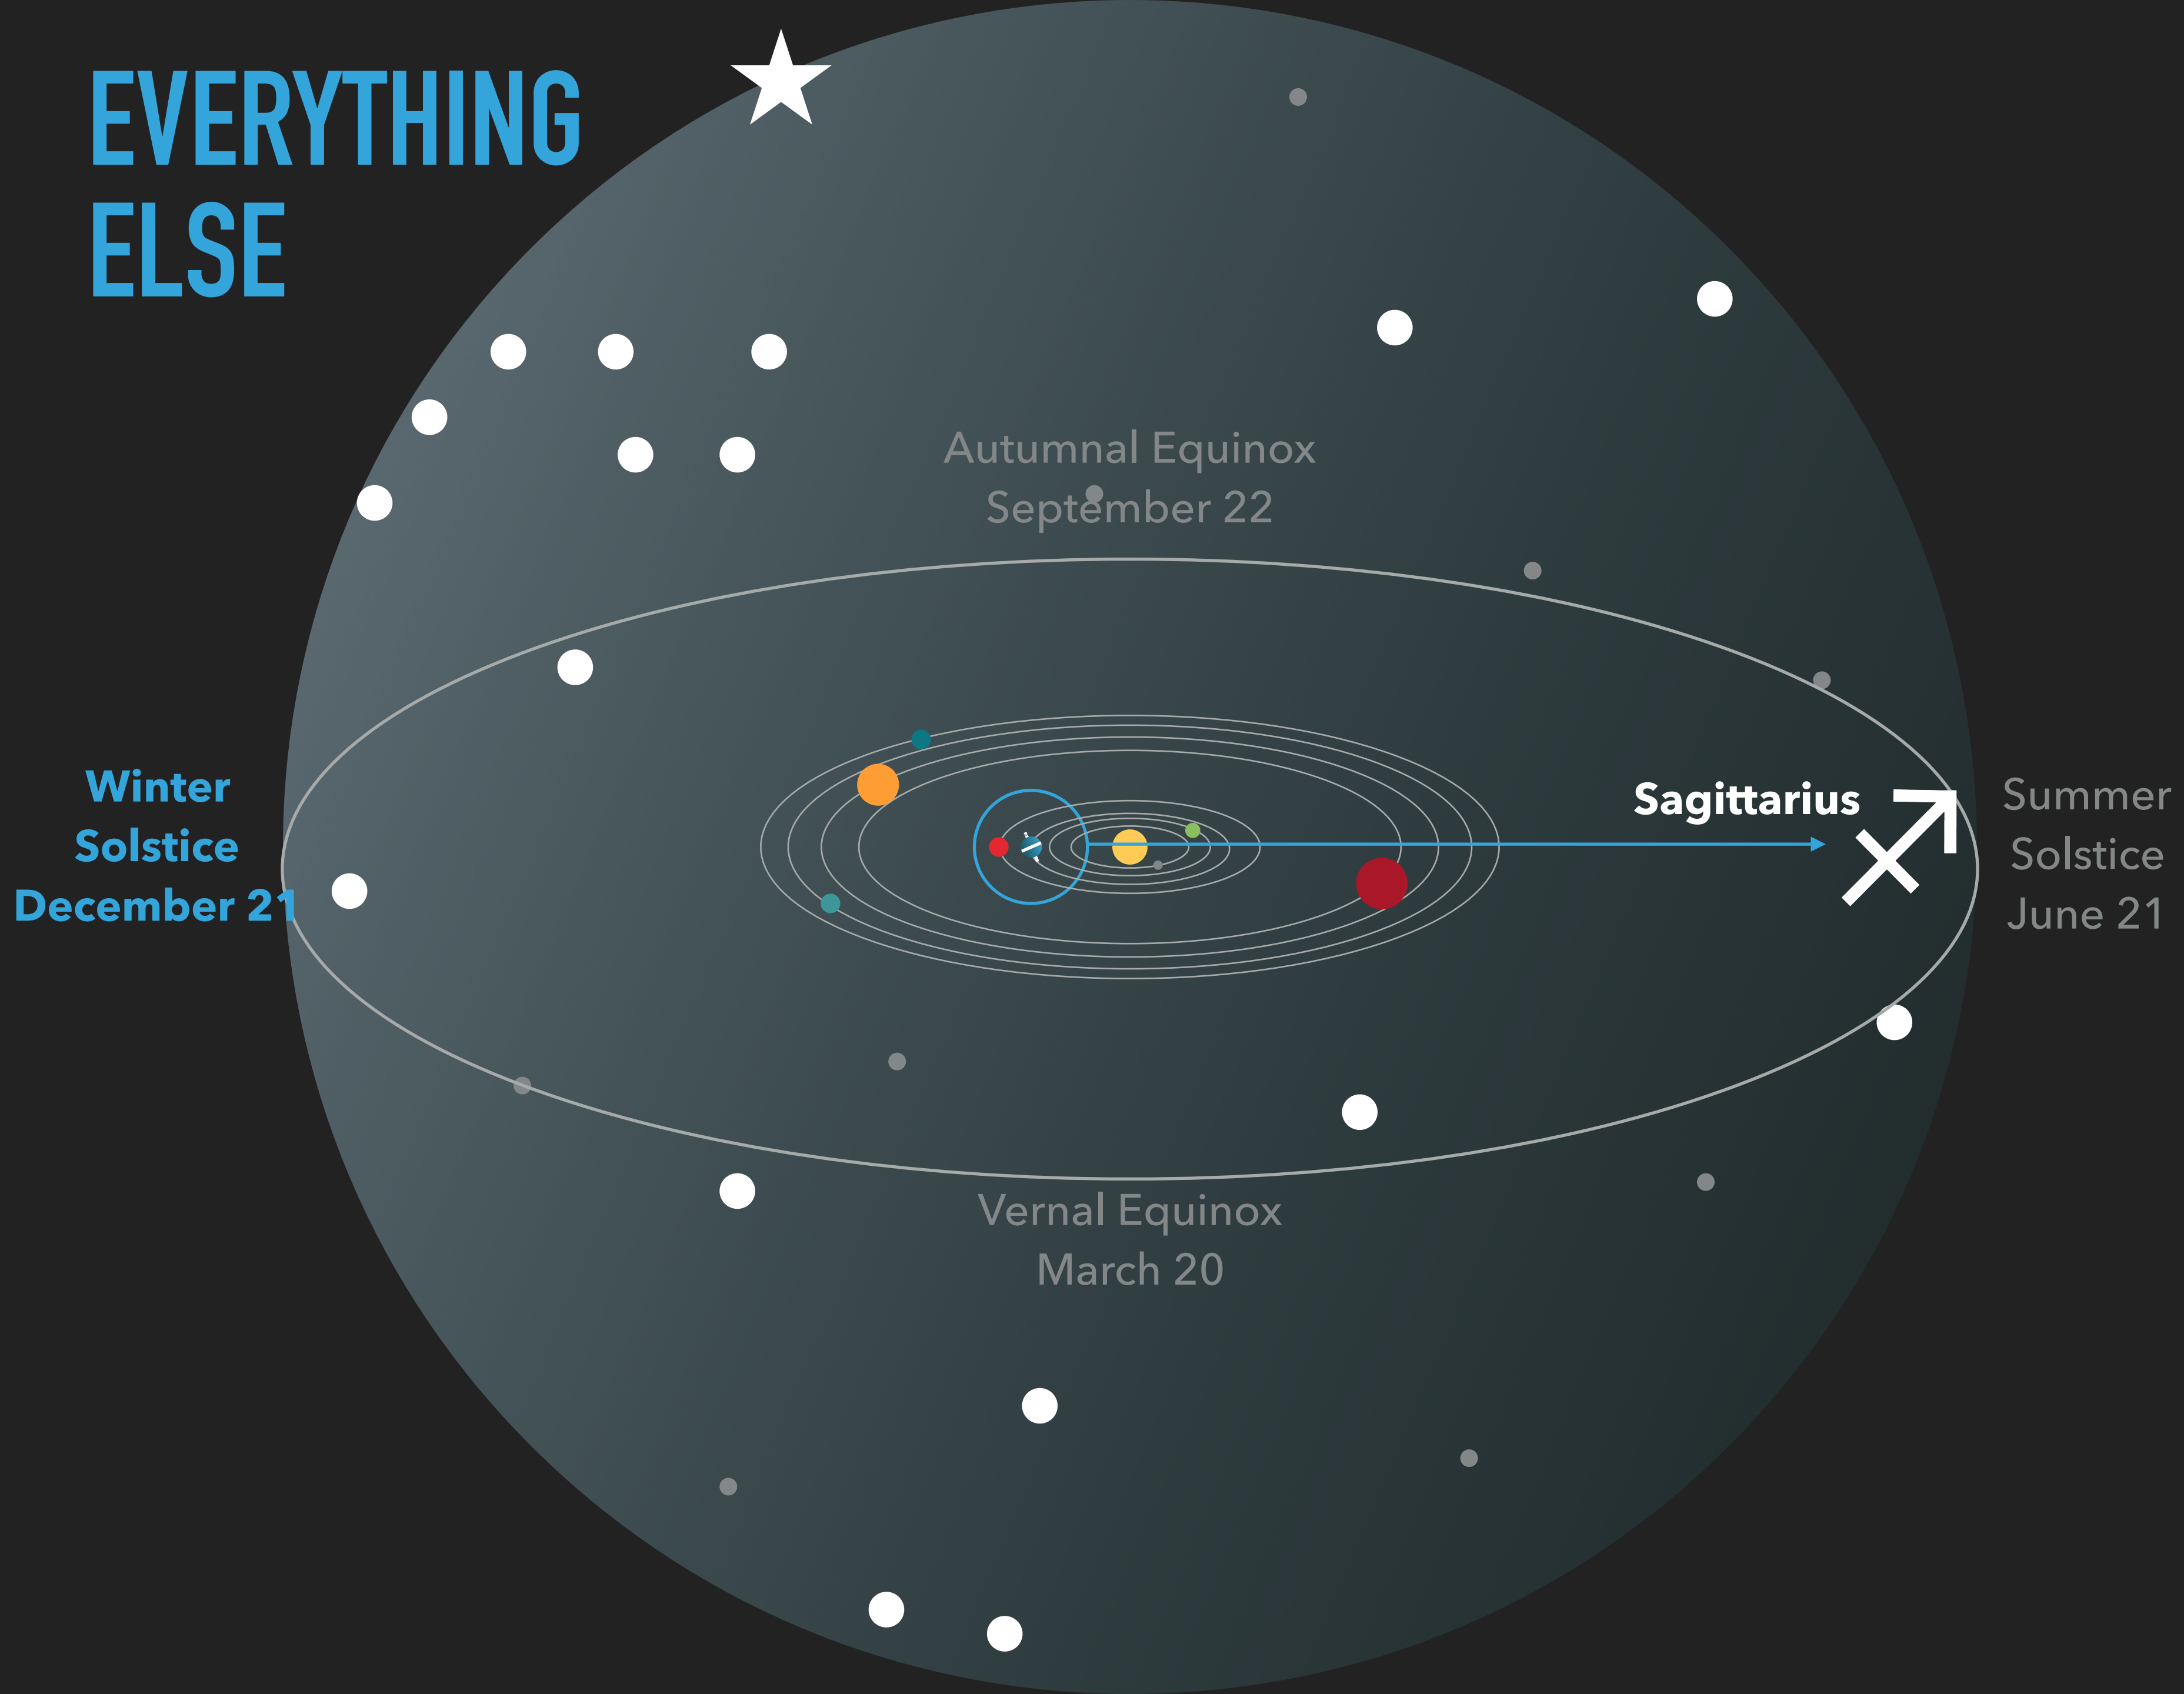 EVERYTHING
ELSE
Autumnal Equinox
September 22
Winter
Solstice
December 21
Sagittarius
Summer
Solstice
June 21
Vernal Equinox
March 20